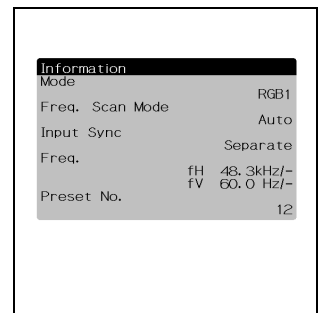 Information
Mode
RGB1
Freq. Scan Mode
Auto
Input Sync
Separate
Freq.
fH 48.3kHz/-
fV 60.0 Hz/-
Preset No.
12